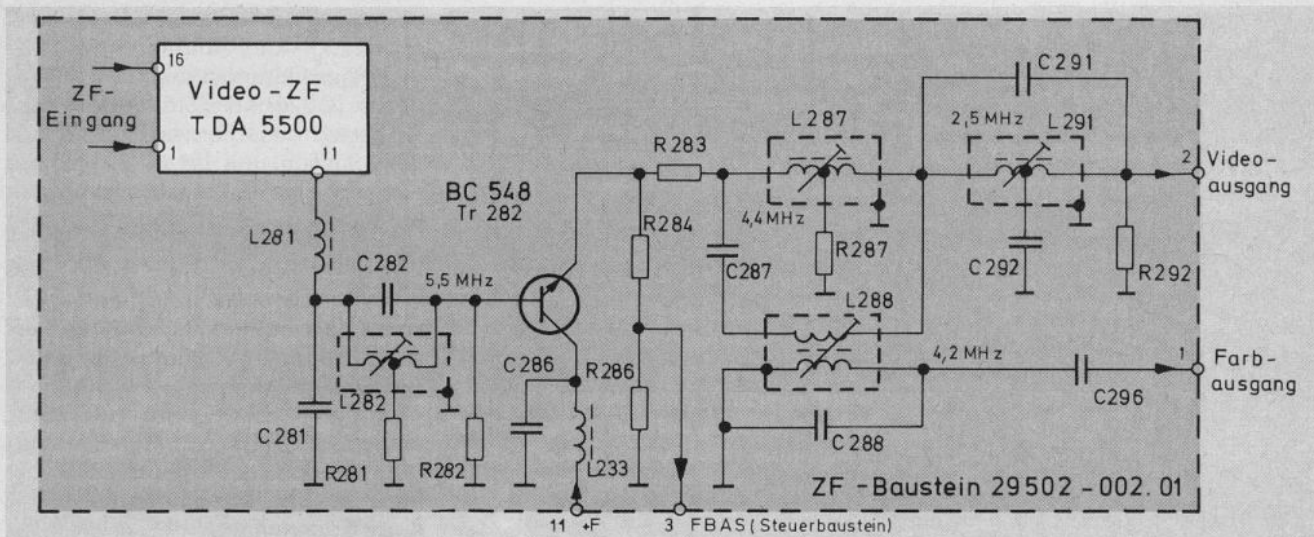 16
Video-ZF
TDA 5500
ZF-
Eingang
1
11
L281
C282
5,5 MHz
L282
C281
R281
R282
BC 548
Tr 282
C286
L233
R286
R284
R283
C287
L287
4,4 MHz
R287
L288
4,2 MHz
C288
C291
2,5 MHz
L291
C292
R292
2 Video-
ausgang
1 Farb-
ausgang
C296
ZF-Baustein 29502-002.01
11 +F
3 FBAS (Steuerbaustein)